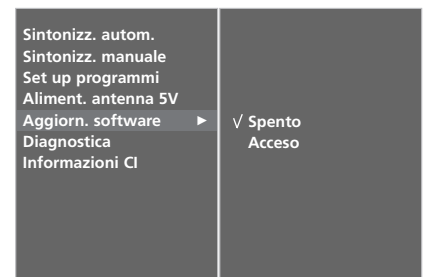 Sintonizz. autom.
Sintonizz. manuale
Set up programmi
Aliment. antenna 5V
Aggiorn. software ► √ Spento
Diagnostica Acceso
Informazioni CI